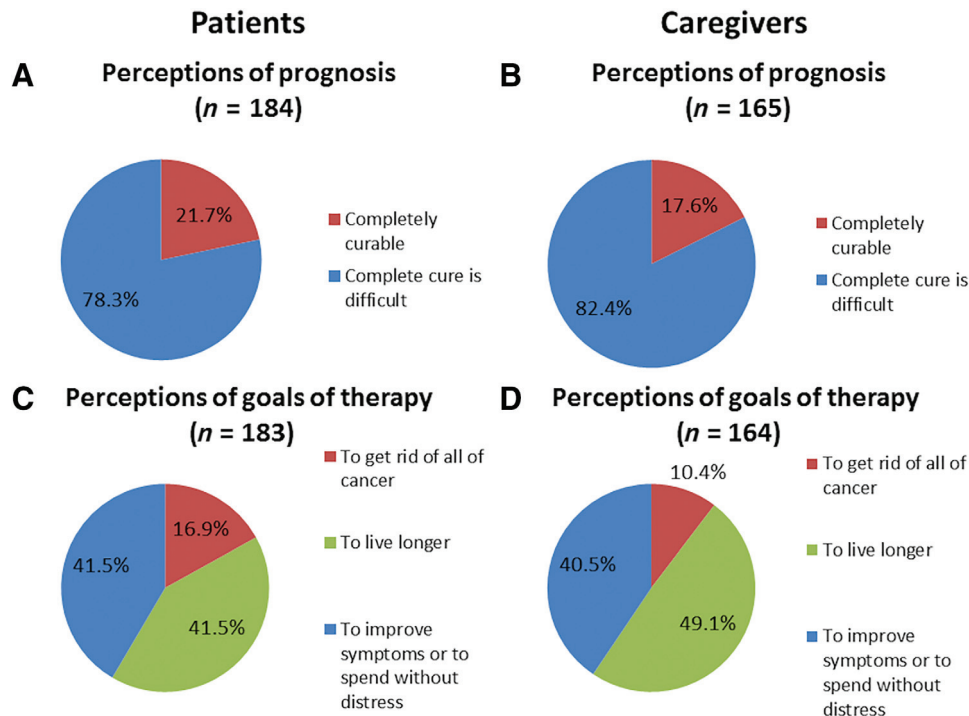 Patients
Caregivers
A
Perceptions of prognosis
(n = 184)
21.7%
78.3%
Completely
curable
Complete cure is
difficult
B
Perceptions of prognosis
(n = 165)
17.6%
82.4%
Completely
curable
Complete cure is
difficult
C
Perceptions of goals of therapy
(n = 183)
16.9%
41.5%
41.5%
To get rid of all of
cancer
To live longer
To improve
symptoms or to
spend without
distress
D
Perceptions of goals of therapy
(n = 164)
10.4%
40.5%
49.1%
To get rid of all of
cancer
To live longer
To improve
symptoms or to
spend without
distress